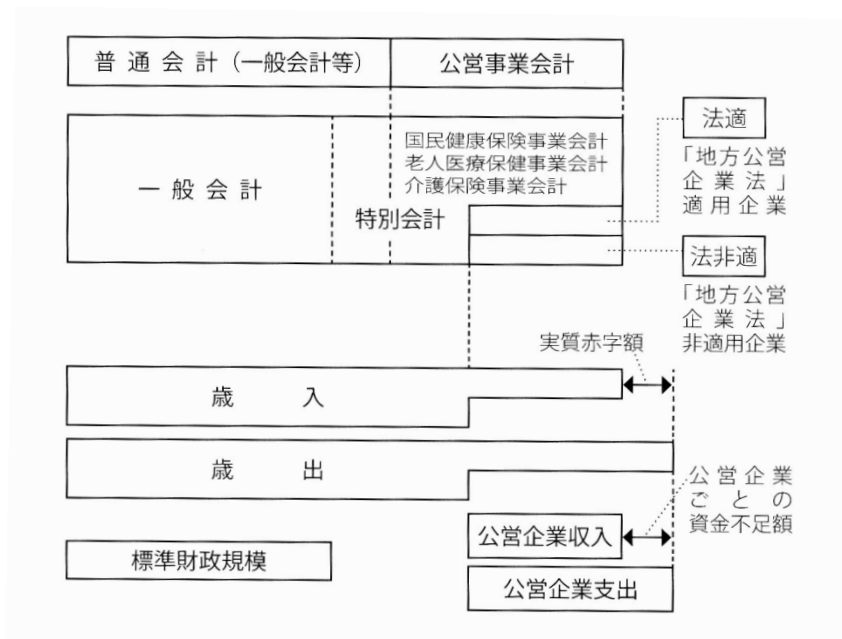 普通会計（一般会計等）
公営事業会計
一般会計
特別会計
国民健康保険事業会計
老人医療保健事業会計
介護保険事業会計
法適
「地方公営
企業法」
適用企業
法非適
「地方公営
企業法」
非適用企業
実質赤字額
歳入
歳出
公営企業
ごとの
資金不足額
公営企業収入
標準財政規模
公営企業支出